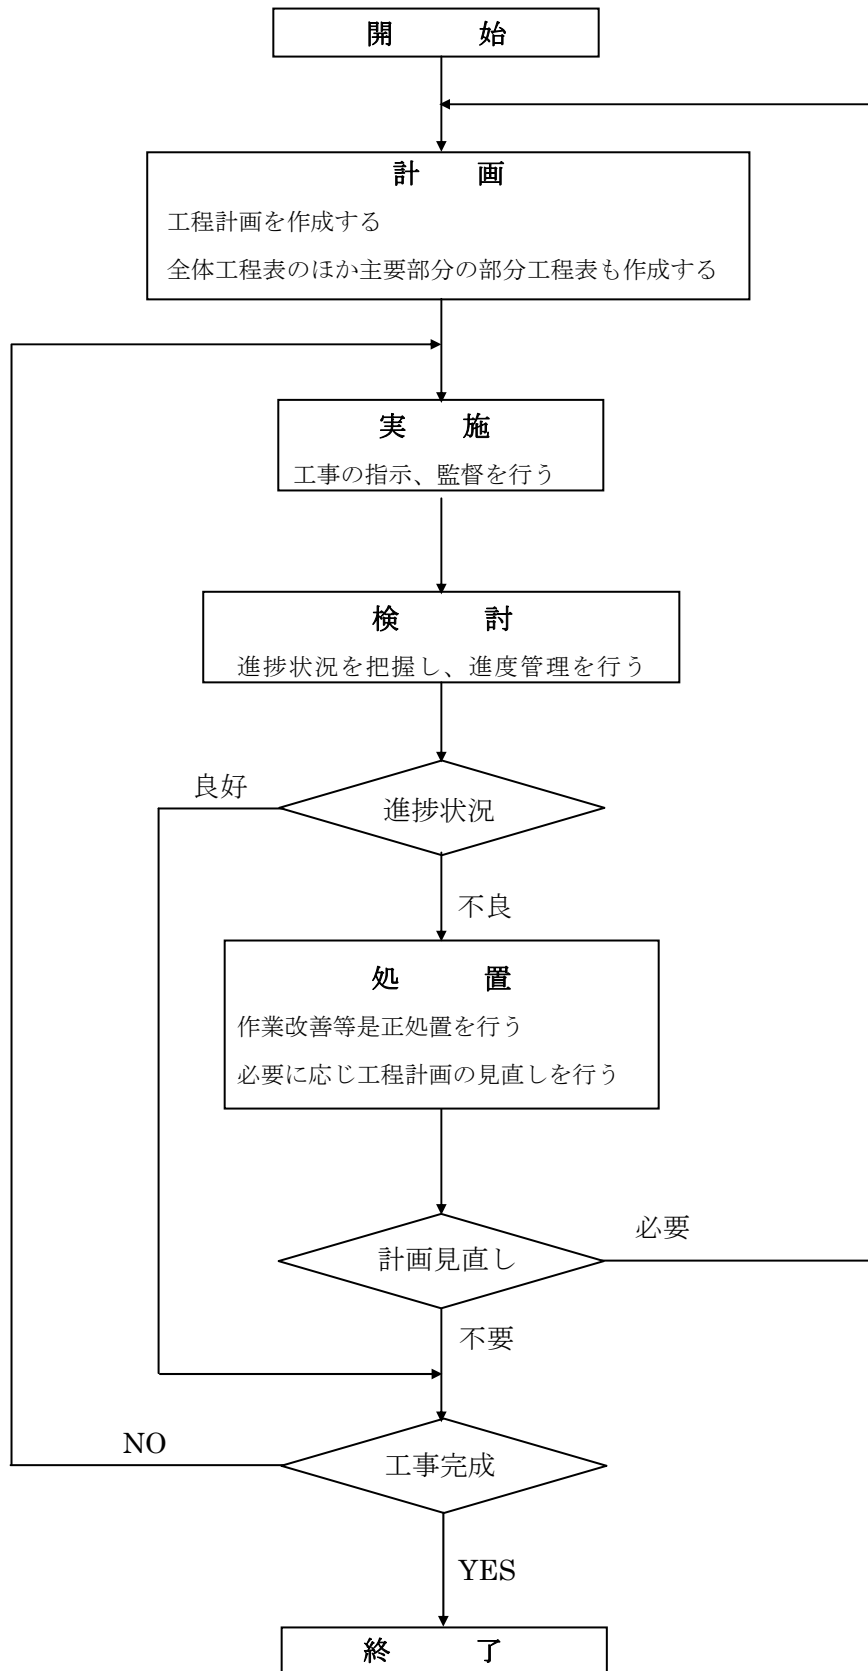 開　始
計　画
工程計画を作成する
全体工程表のほか主要部分の部分工程表も作成する
実　施
工事の指示、監督を行う
検　討
進捗状況を把握し、進度管理を行う
良好
進捗状況
不良
処　置
作業改善等是正処置を行う
必要に応じ工程計画の見直しを行う
必要
計画見直し
不要
NO
工事完成
YES
終　了